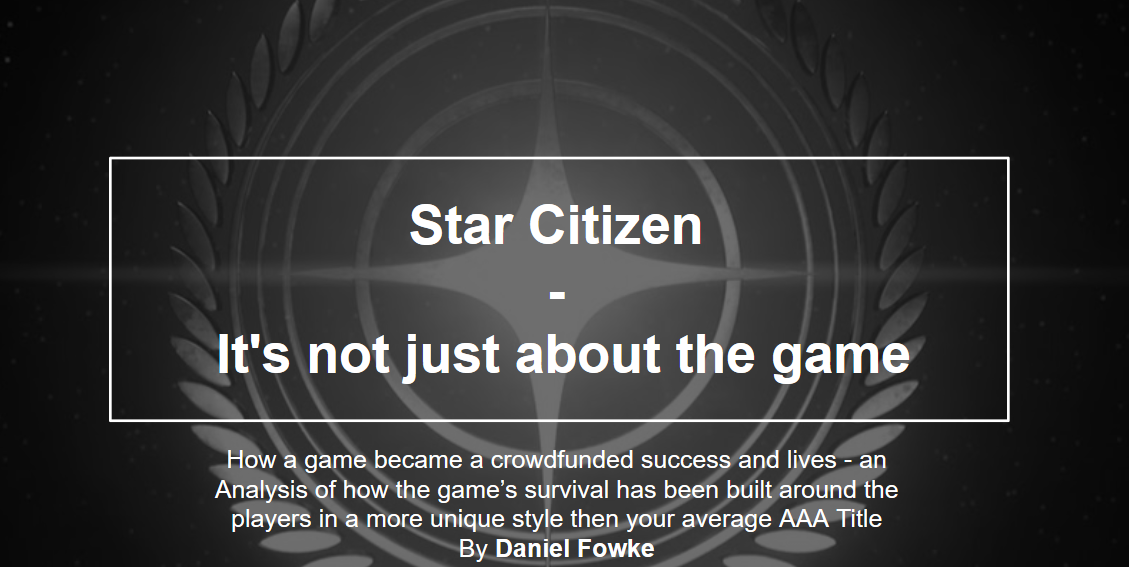 Star Citizen
-
It's not just about the game
How a game became a crowdfunded success and lives - an
Analysis of how the game’s survival has been built around the
players in a more unique style then your average AAA Title
By Daniel Fowke